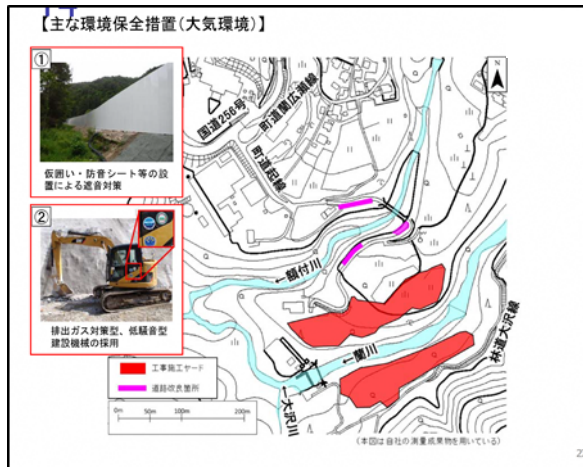 【主な環境保全措置(大気環境)】
①
仮囲い・防音シート等の設
置による遮音対策
②
排出ガス対策型、低騒音型
建設機械の採用
国道256号
町道蘭広瀬線
町道起線
N
←額付川
←蘭川
←大沢川
林道大沢線
工事施工ヤード
道路改良箇所
0m 50m 100m 200m
(本図は自社の測量成果物を用いている)